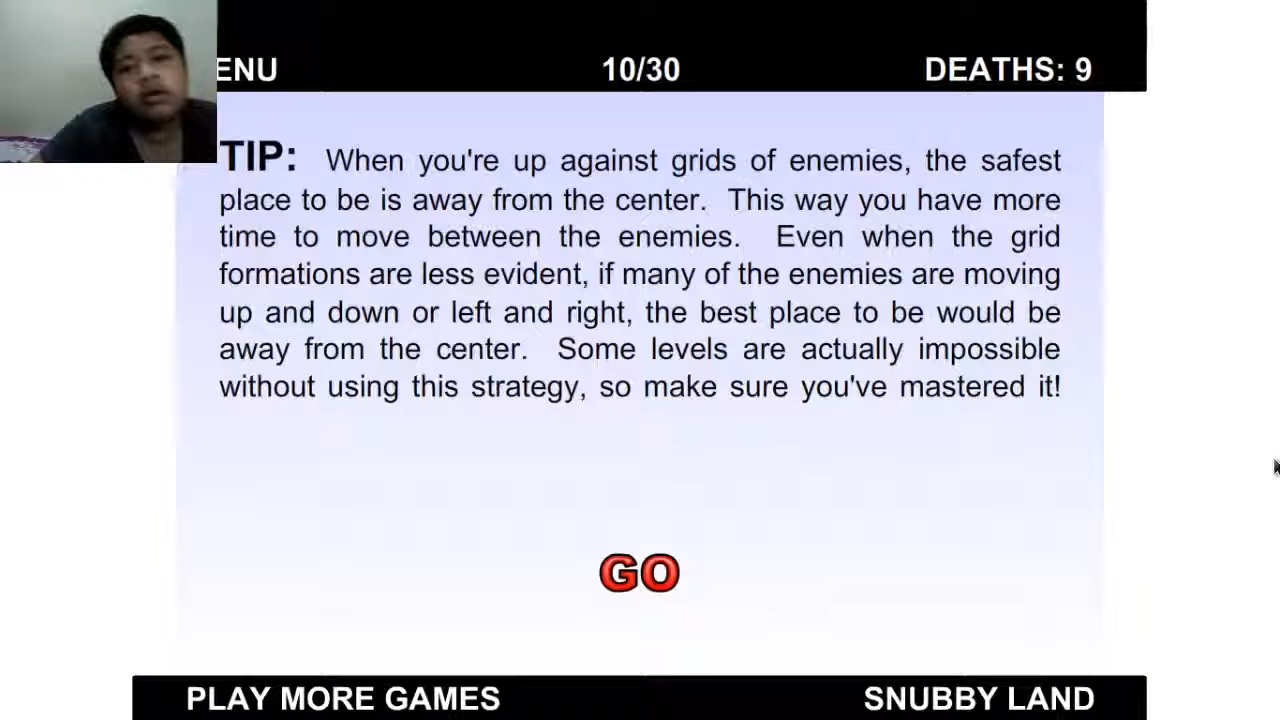 ENU 10/30 DEATHS: 9
TIP: When you're up against grids of enemies, the safest
place to be is away from the center. This way you have more
time to move between the enemies. Even when the grid
formations are less evident, if many of the enemies are moving
up and down or left and right, the best place to be would be
away from the center. Some levels are actually impossible
without using this strategy, so make sure you've mastered it!
GO
PLAY MORE GAMES SNUBBY LAND